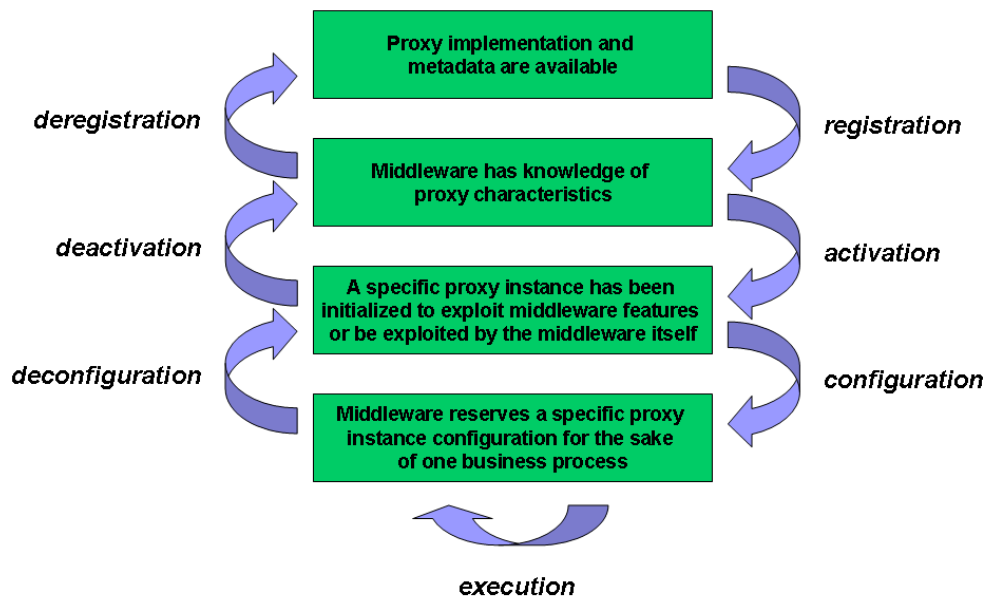 Proxy implementation and
metadata are available
deregistration
registration
Middleware has knowledge of
proxy characteristics
deactivation
activation
A specific proxy instance has been
initialized to exploit middleware features
or be exploited by the middleware itself
deconfiguration
configuration
Middleware reserves a specific proxy
instance configuration for the sake
of one business process
execution